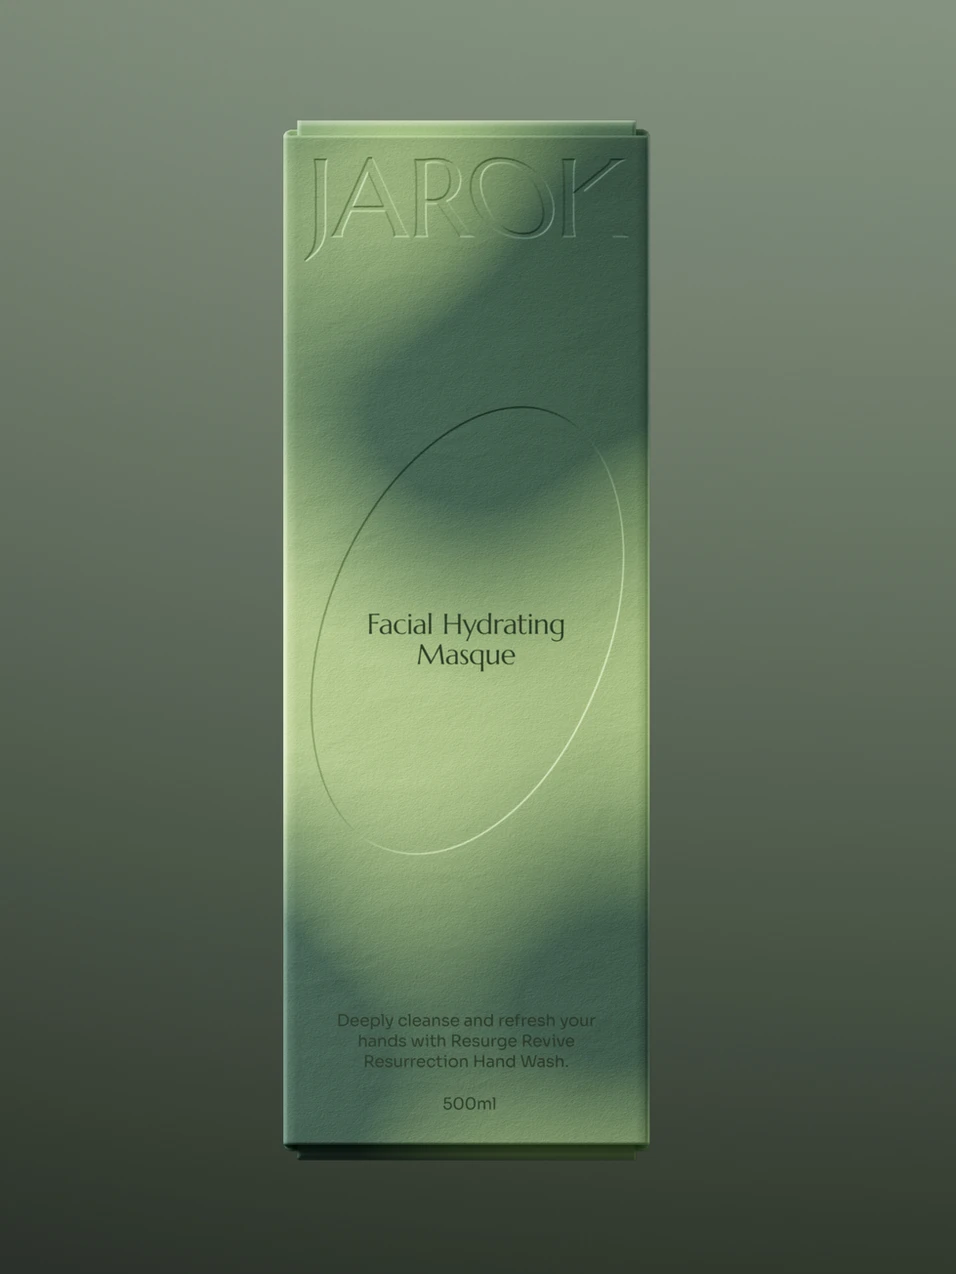 JAROK
Facial Hydrating
Masque
Deeply cleanse and refresh your
hands with Resurge Revive
Resurrection Hand Wash.
500ml